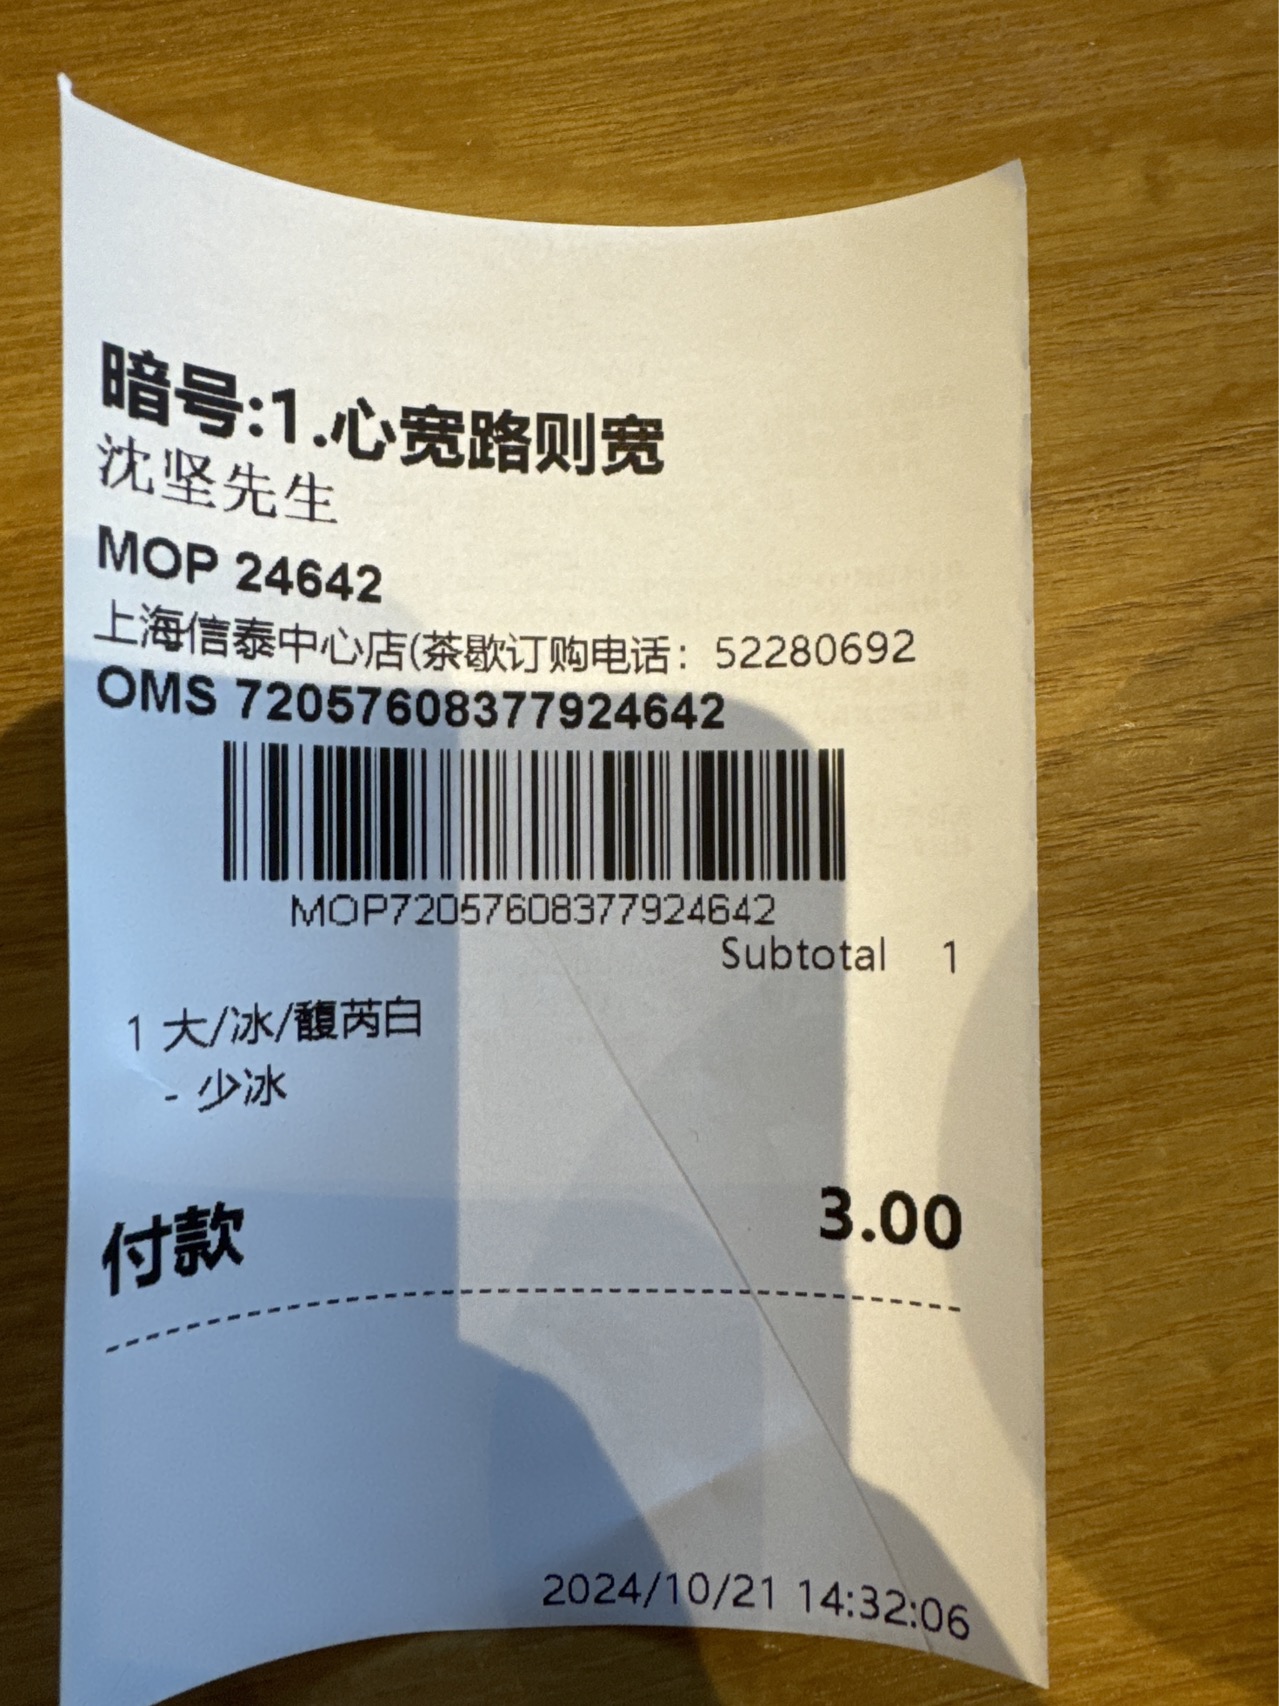 暗号:1.心宽路则宽
沈坚先生
MOP 24642
上海信泰中心店(茶歇订购电话：52280692
OMS 72057608377924642
MOP72057608377924642
Subtotal 1
1 大/冰/馥芮白
- 少冰
付款 3.00
2024/10/21 14:32:06